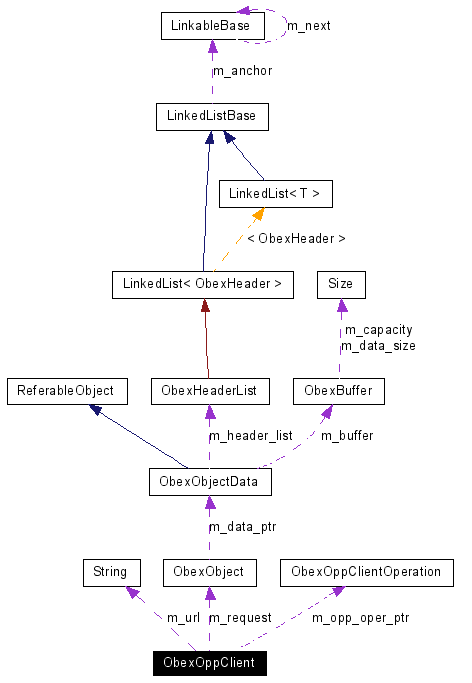 LinkableBase
m_next
m_anchor
LinkedListBase
LinkedList< T >
< ObexHeader >
LinkedList< ObexHeader >
Size
m_capacity
m_data_size
ReferableObject
ObexHeaderList
ObexBuffer
m_header_list
m_buffer
ObexObjectData
m_data_ptr
String
ObexObject
ObexOppClientOperation
m_url
m_request
m_opp_oper_ptr
ObexOppClient